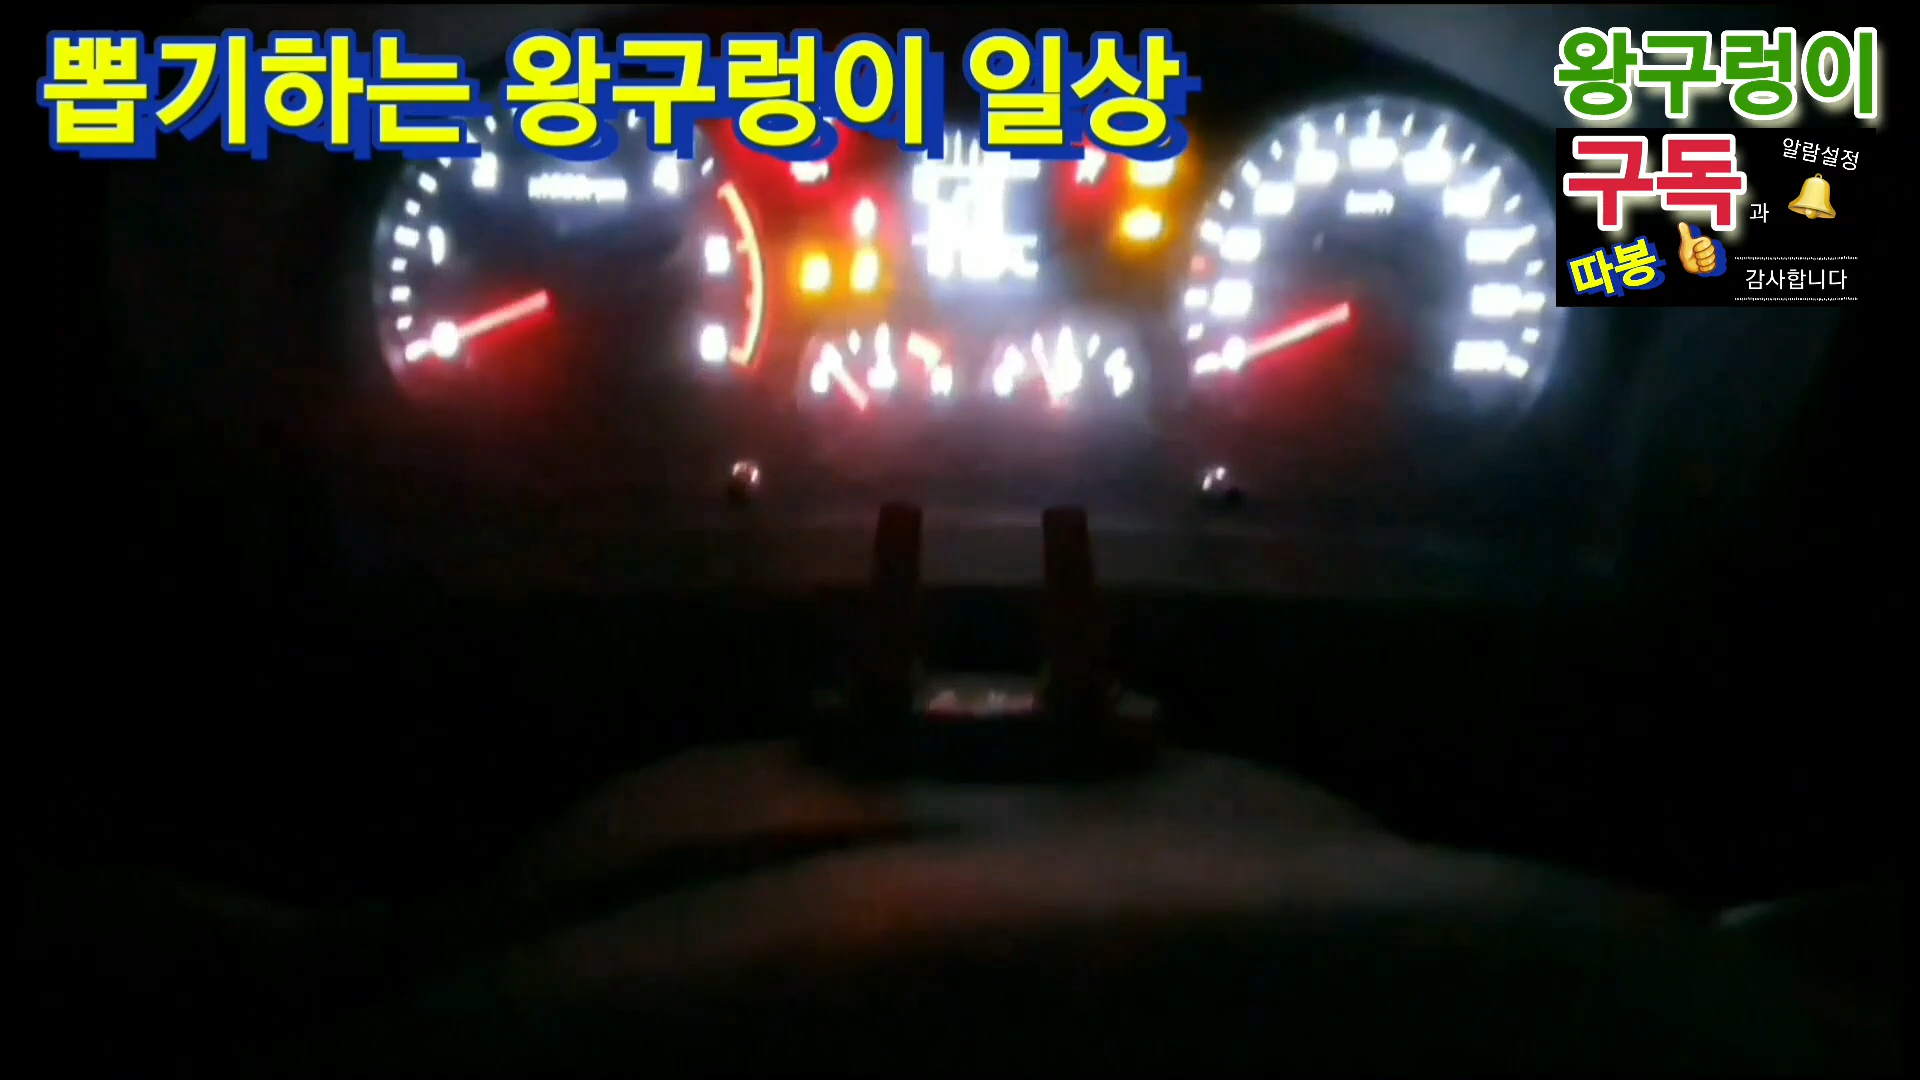 뽑기하는 왕구렁이 일상
왕구렁이
구독과
알람설정
따봉
감사합니다